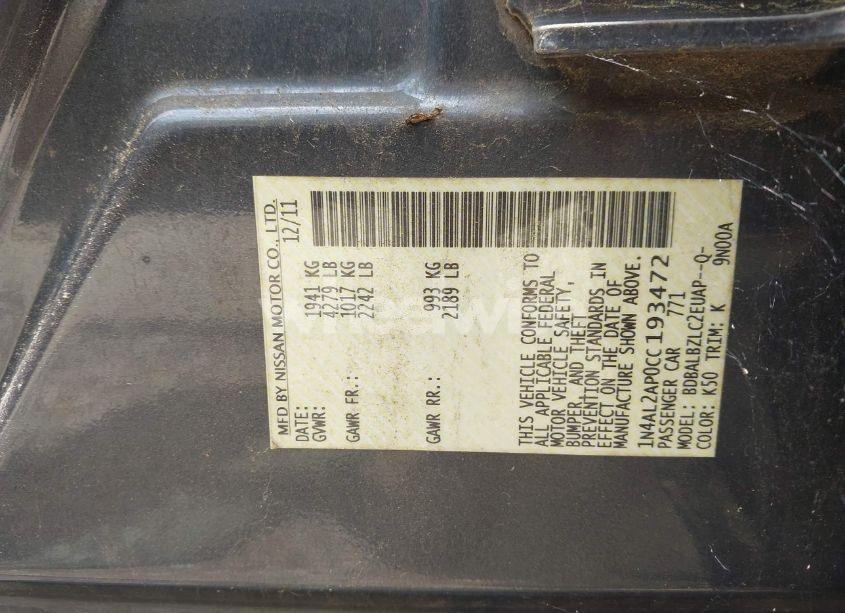 MFD BY NISSAN MOTOR CO., LTD.
DATE: 12/11
GVWR: 1941 KG
4279 LB
GAWR FR.: 1017 KG
2242 LB
GAWR RR.: 993 KG
2189 LB
THIS VEHICLE CONFORMS TO
ALL APPLICABLE FEDERAL
MOTOR VEHICLE SAFETY,
BUMPER, AND THEFT
PREVENTION STANDARDS IN
EFFECT ON THE DATE OF
MANUFACTURE SHOWN ABOVE.
1N4AL2AP0CC193472
PASSENGER CAR 771
MODEL: BDBALBZLCZEUAP--Q-
COLOR: K50 TRIM: K 9N00A